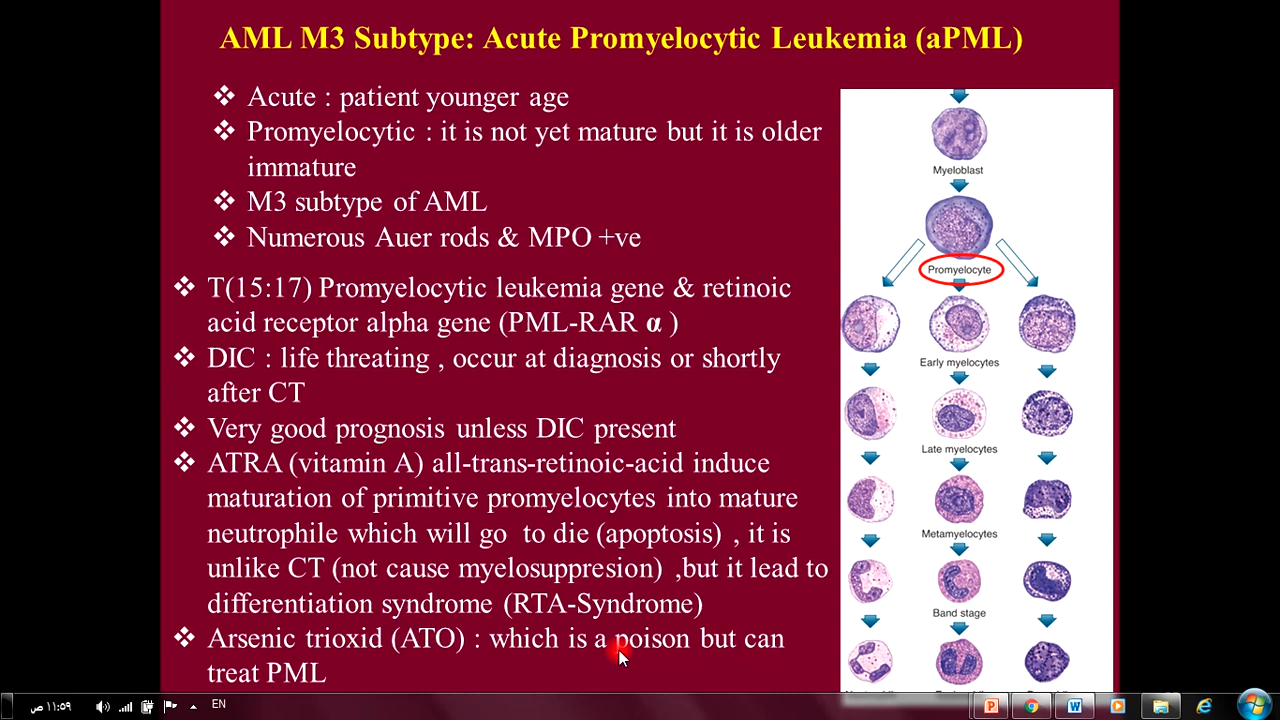 AML M3 Subtype: Acute Promyelocytic Leukemia (aPML)
❖ Acute : patient younger age
❖ Promyelocytic : it is not yet mature but it is older
immature
❖ M3 subtype of AML
❖ Numerous Auer rods & MPO +ve
❖ T(15:17) Promyelocytic leukemia gene & retinoic
acid receptor alpha gene (PML-RAR α )
❖ DIC : life threating , occur at diagnosis or shortly
after CT
❖ Very good prognosis unless DIC present
❖ ATRA (vitamin A) all-trans-retinoic-acid induce
maturation of primitive promyelocytes into mature
neutrophile which will go to die (apoptosis) , it is
unlike CT (not cause myelosuppresion) ,but it lead to
differentiation syndrome (RTA-Syndrome)
❖ Arsenic trioxid (ATO) : which is a poison but can
treat PML
Myeloblast
Promyelocyte
Early myelocytes
Late myelocytes
Metamyelocytes
Band stage
١١:٥٩ ص
EN